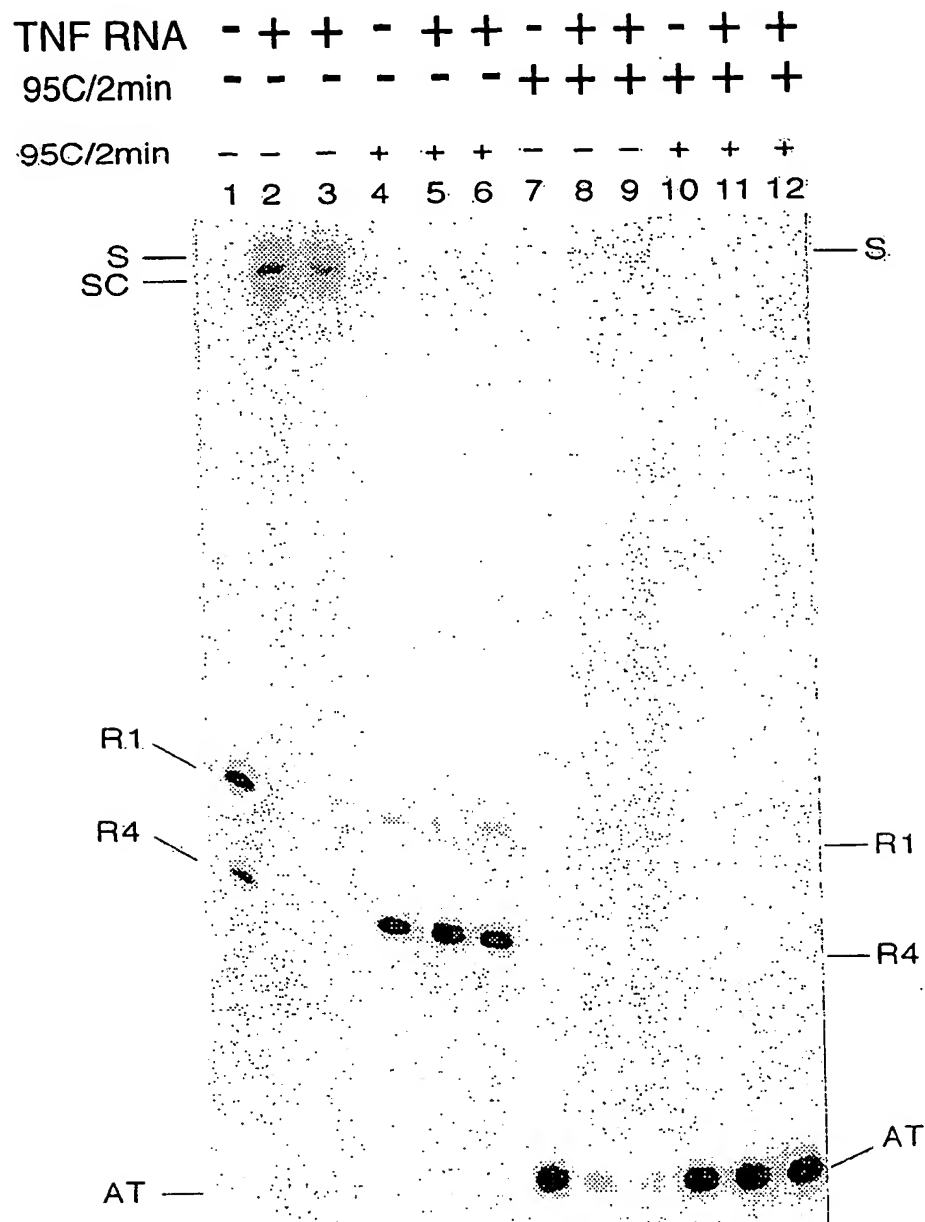 TNF RNA - + + - + + - + + - + +
95C/2min - - - - - - + + + + + +
95C/2min - - - + + + - - - + + +
1 2 3 4 5 6 7 8 9 10 11 12
S S
SC
R1
R4 R1
R4
AT
AT